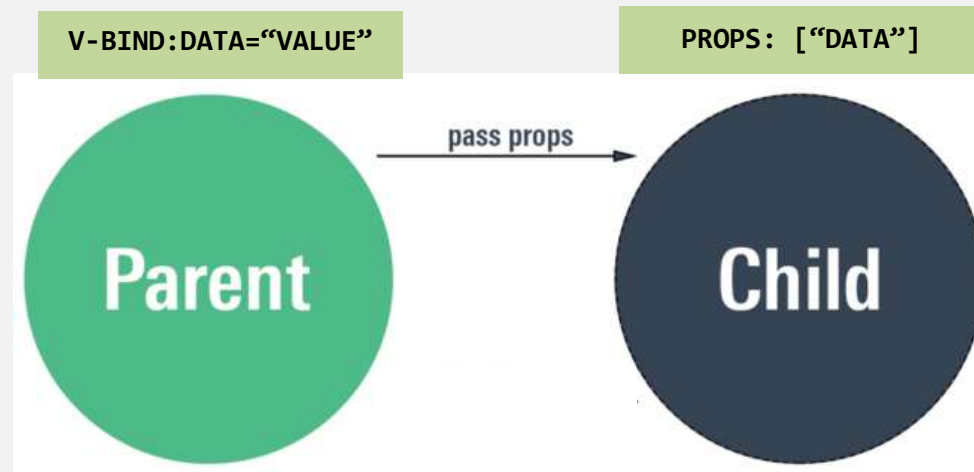 V-BIND:DATA=“VALUE”
PROPS: [“DATA”]
pass props
Parent
Child